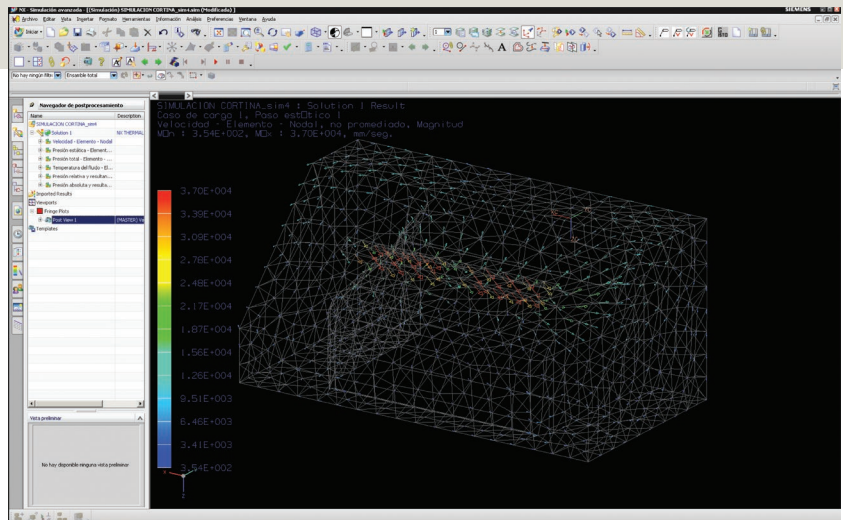 NX - Simulación avanzada - [(Simulación) SIMULACION CORTINA_sim4.sim (Modificada) ]
SIEMENS
Archivo Editar Vista Insertar Formato Herramientas Información Análisis Preferencias Ventana Ayuda
Iniciar
No hay ningún filtro Ensamble total
Navegador de postprocesamiento
Name Description
SIMULACION CORTINA_sim4
Solution 1 NX THERMAL
Velocidad - Elemento - Nodal
Presión estática - Element...
Presión total - Elemento - ...
Temperatura del fluido - El...
Presión relativa y resultan...
Presión absoluta y resulta...
Imported Results
Viewports
Fringe Plots
Post View 1 (MASTER) Ve
Templates
Vista preliminar
No hay disponible ninguna vista preliminar
SIMULACION CORTINA_sim4 : Solution 1 Result
Caso de cargo 1, Paso est□tico 1
Velocidad - Elemento - Nodal, no promediado, Magnitud
M□n : 3.54E+002, M□x : 3.70E+004, mm/seg.
3.70E+004
3.39E+004
3.09E+004
2.78E+004
2.48E+004
2.17E+004
1.87E+004
1.56E+004
1.26E+004
9.51E+003
6.46E+003
3.41E+003
3.54E+002
X
Z